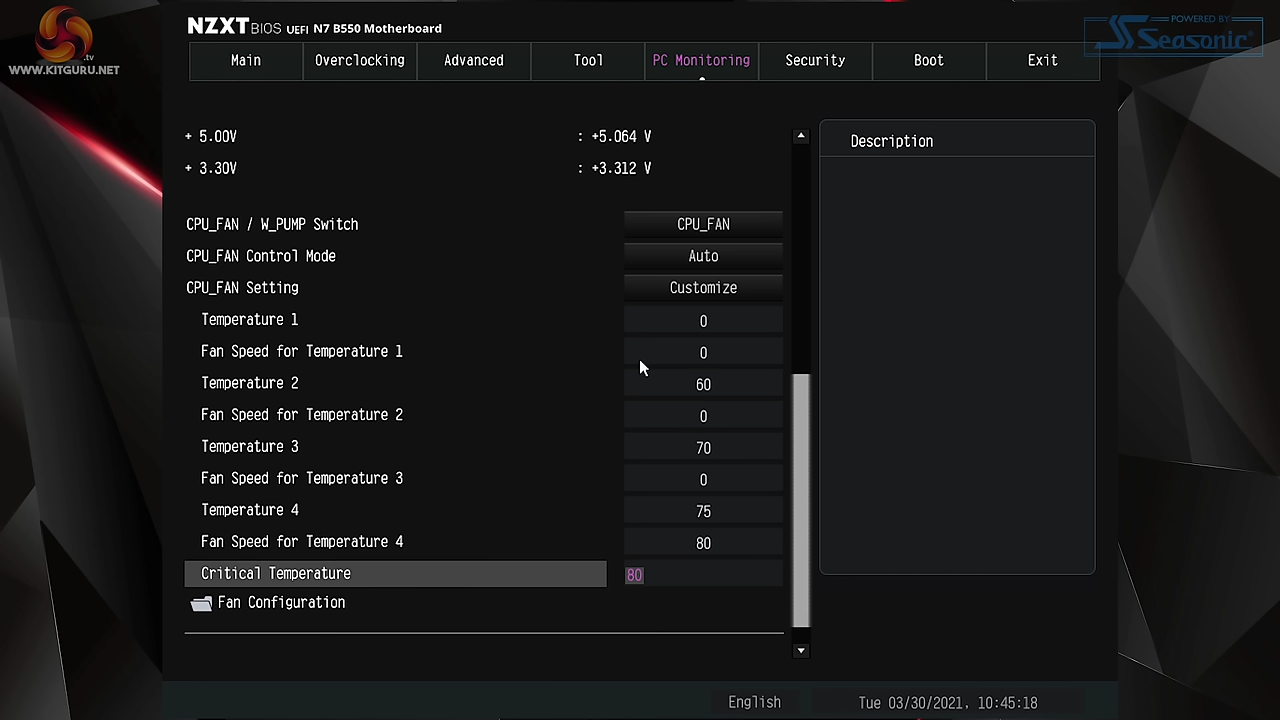 NZXT BIOS UEFI N7 B550 Motherboard
POWERED BY
Seasonic®
.tv
WWW.KITGURU.NET
Main Overclocking Advanced Tool PC Monitoring Security Boot Exit
+ 5.00V : +5.064 V
+ 3.30V : +3.312 V
Description
CPU_FAN / W_PUMP Switch CPU_FAN
CPU_FAN Control Mode Auto
CPU_FAN Setting Customize
Temperature 1 0
Fan Speed for Temperature 1 0
Temperature 2 60
Fan Speed for Temperature 2 0
Temperature 3 70
Fan Speed for Temperature 3 0
Temperature 4 75
Fan Speed for Temperature 4 80
Critical Temperature 80
Fan Configuration
English Tue 03/30/2021, 10:45:18